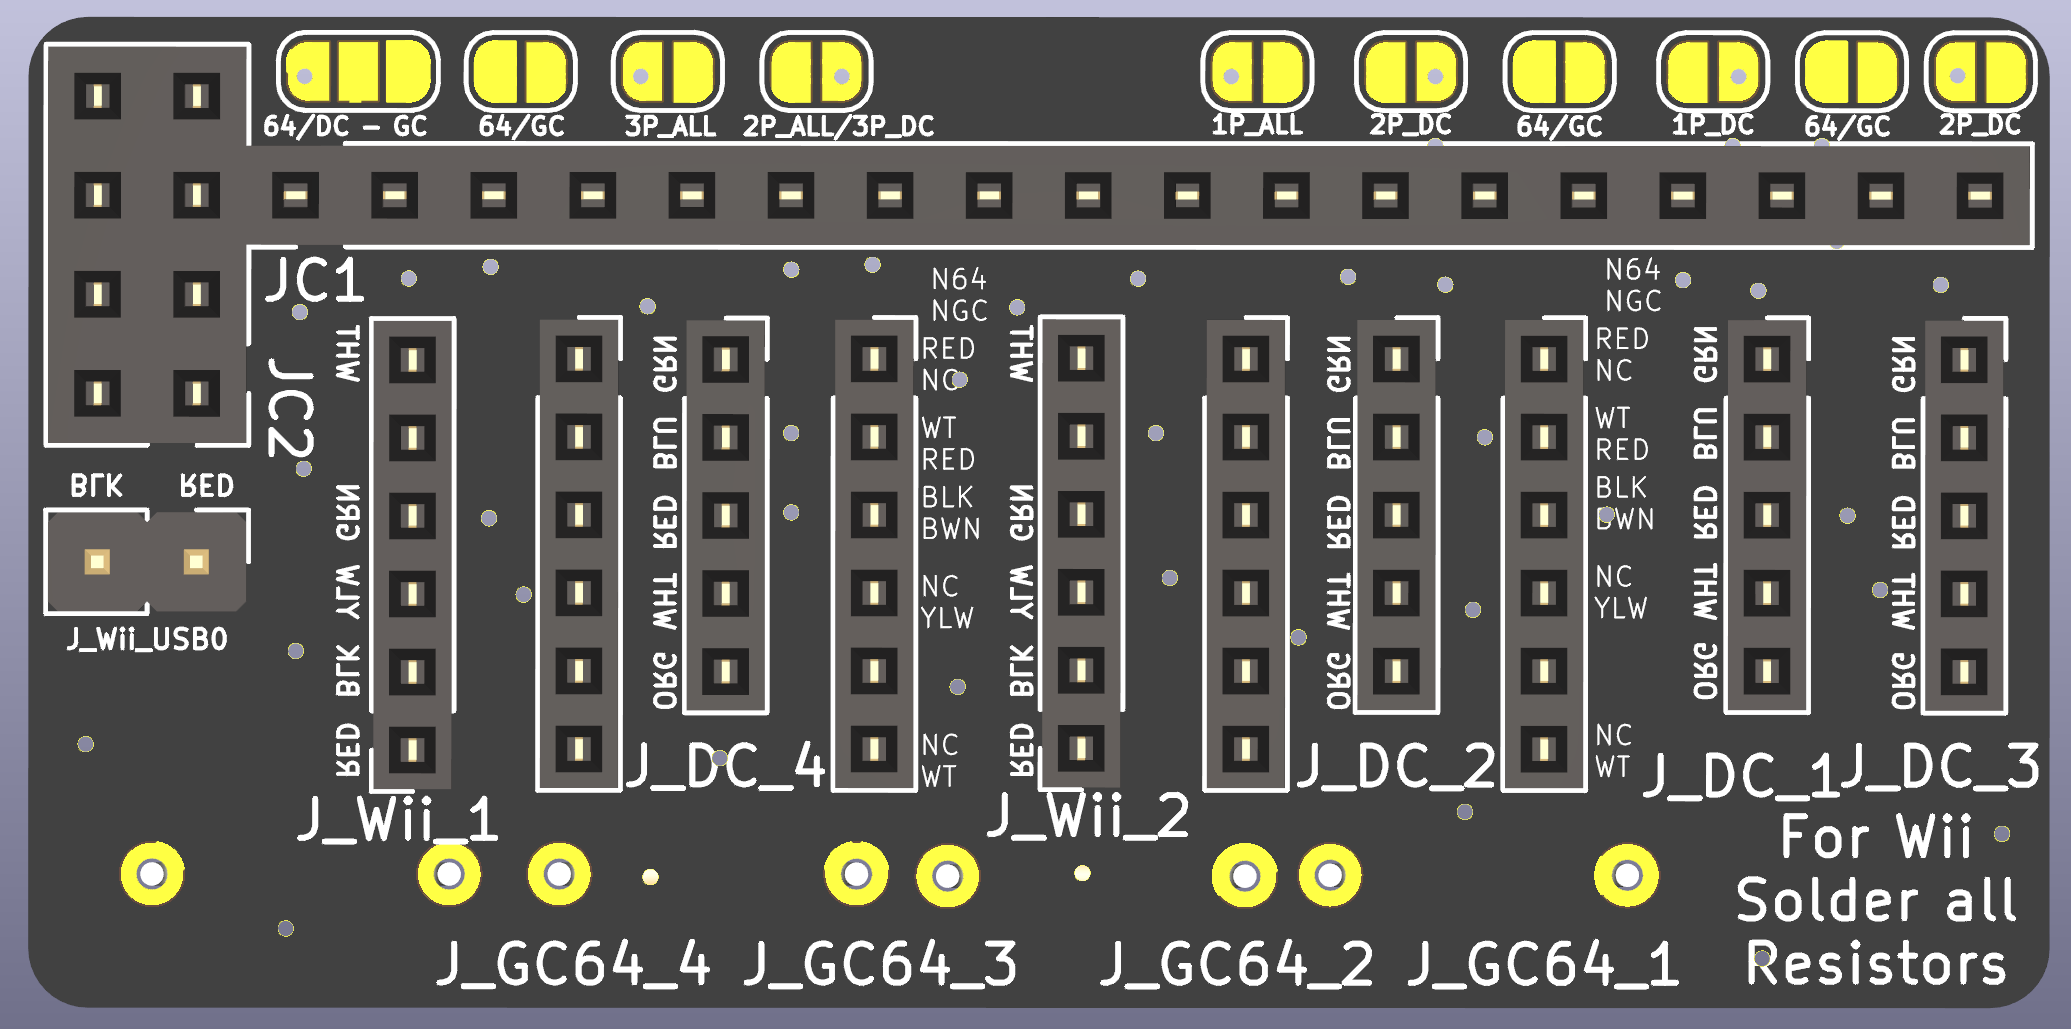 64/DC - GC
64/GC
3P_ALL
2P_ALL/3P_DC
1P_ALL
2P_DC
64/GC
1P_DC
64/GC
2P_DC
JC1
JC2
BLK
RED
J_Wii_USB0
WHT
GRN
YLW
BLK
RED
J_Wii_1
GRN
BLU
RED
WHT
ORG
J_DC_4
N64
NGC
RED
NC
WT
RED
BLK
BWN
NC
YLW
NC
WT
WHT
GRN
YLW
BLK
RED
J_Wii_2
GRN
BLU
RED
WHT
ORG
J_DC_2
N64
NGC
RED
NC
WT
RED
BLK
BWN
NC
YLW
NC
WT
GRN
BLU
RED
WHT
ORG
J_DC_1
GRN
BLU
RED
WHT
ORG
J_DC_3
J_GC64_4
J_GC64_3
J_GC64_2
J_GC64_1
For Wii
Solder all
Resistors